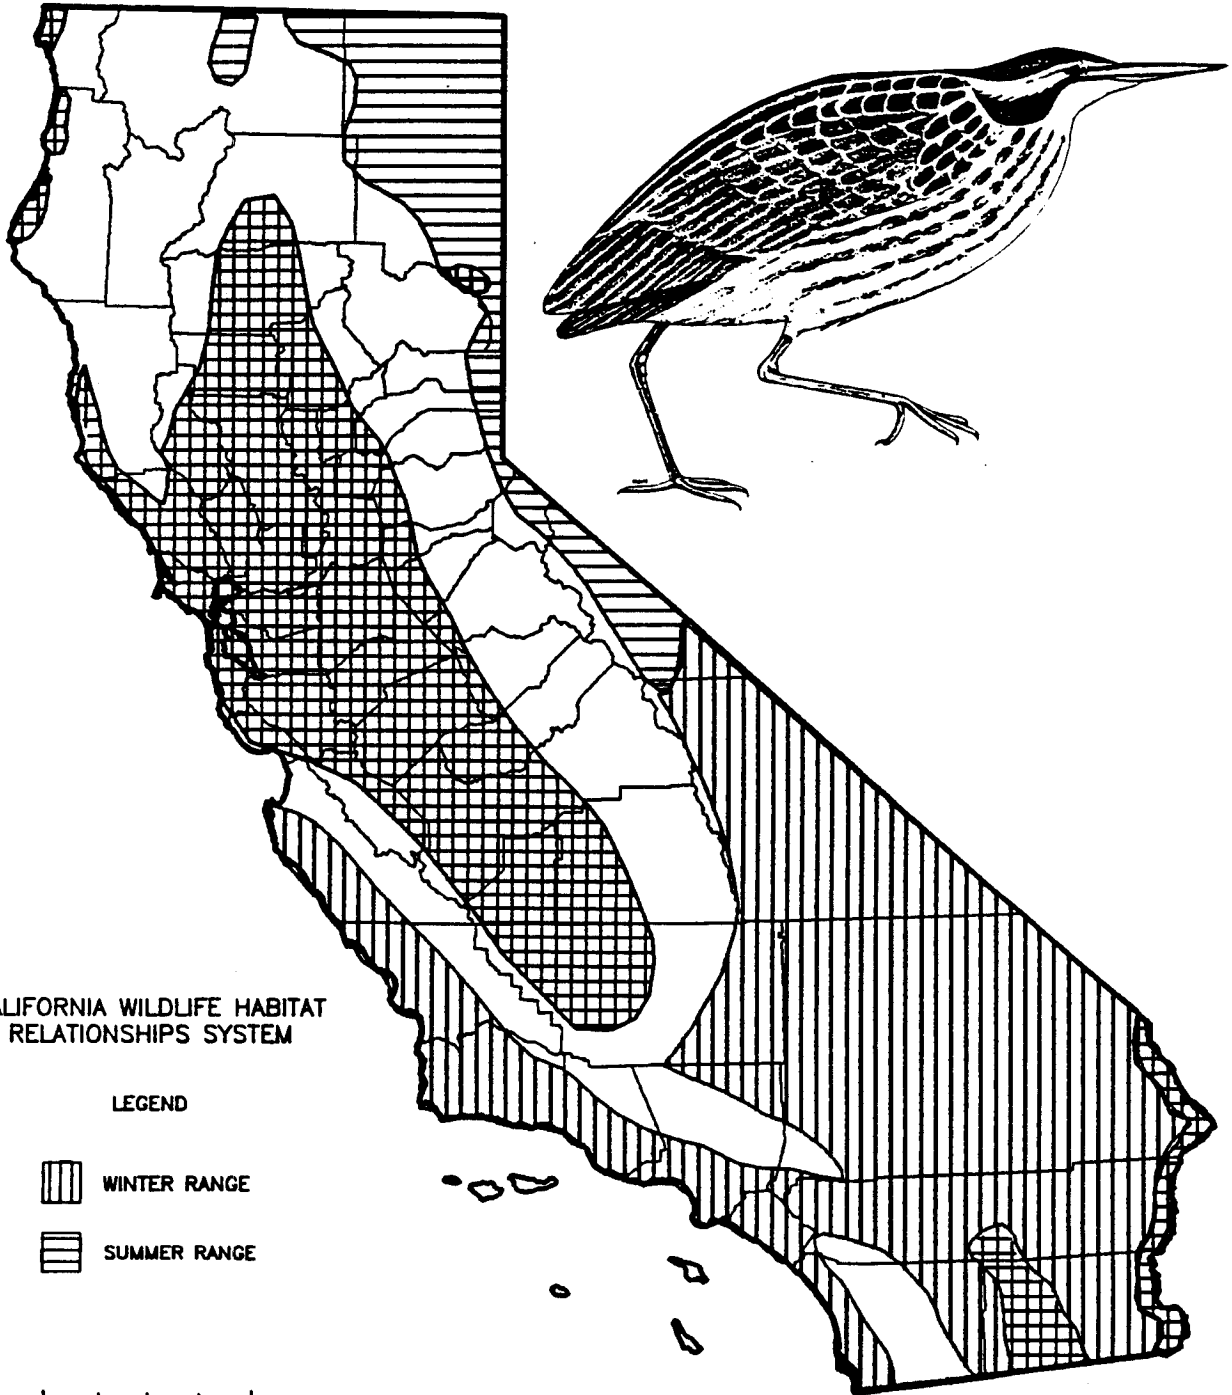 ALIFORNIA WILDLIFE HABITAT
RELATIONSHIPS SYSTEM
LEGEND
WINTER RANGE
SUMMER RANGE